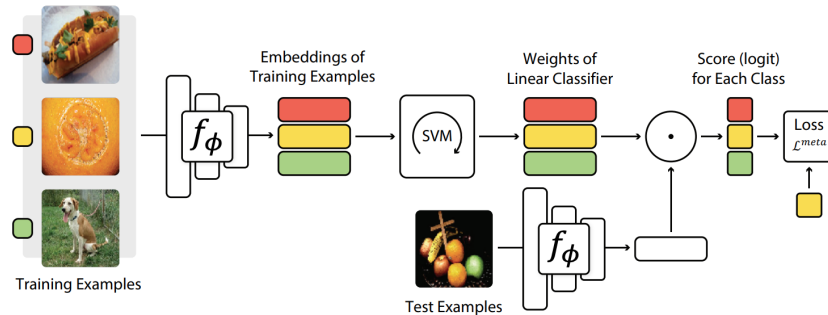 Embeddings of
Training Examples
Weights of
Linear Classifier
Score (logit)
for Each Class
fϕ
SVM
Loss
ℒ^meta
fϕ
Training Examples
Test Examples